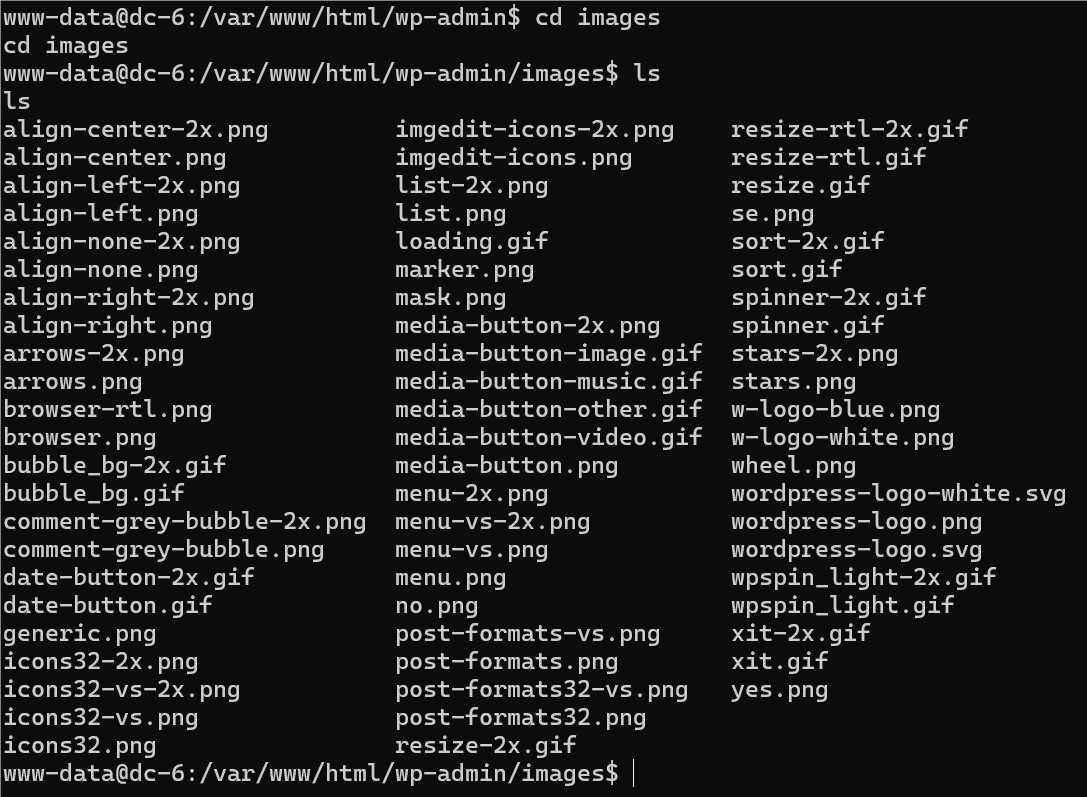 www-data@dc-6:/var/www/html/wp-admin$ cd images
cd images
www-data@dc-6:/var/www/html/wp-admin/images$ ls
ls
align-center-2x.png         imgedit-icons-2x.png    resize-rtl-2x.gif
align-center.png            imgedit-icons.png       resize-rtl.gif
align-left-2x.png           list-2x.png             resize.gif
align-left.png              list.png                se.png
align-none-2x.png           loading.gif             sort-2x.gif
align-none.png              marker.png              sort.gif
align-right-2x.png          mask.png                spinner-2x.gif
align-right.png             media-button-2x.png     spinner.gif
arrows-2x.png               media-button-image.gif  stars-2x.png
arrows.png                  media-button-music.gif  stars.png
browser-rtl.png             media-button-other.gif  w-logo-blue.png
browser.png                 media-button-video.gif  w-logo-white.png
bubble_bg-2x.gif            media-button.png        wheel.png
bubble_bg.gif               menu-2x.png             wordpress-logo-white.svg
comment-grey-bubble-2x.png  menu-vs-2x.png          wordpress-logo.png
comment-grey-bubble.png     menu-vs.png             wordpress-logo.svg
date-button-2x.gif          menu.png                wpspin_light-2x.gif
date-button.gif             no.png                  wpspin_light.gif
generic.png                 post-formats-vs.png     xit-2x.gif
icons32-2x.png              post-formats.png        xit.gif
icons32-vs-2x.png           post-formats32-vs.png   yes.png
icons32-vs.png              post-formats32.png
icons32.png                 resize-2x.gif
www-data@dc-6:/var/www/html/wp-admin/images$